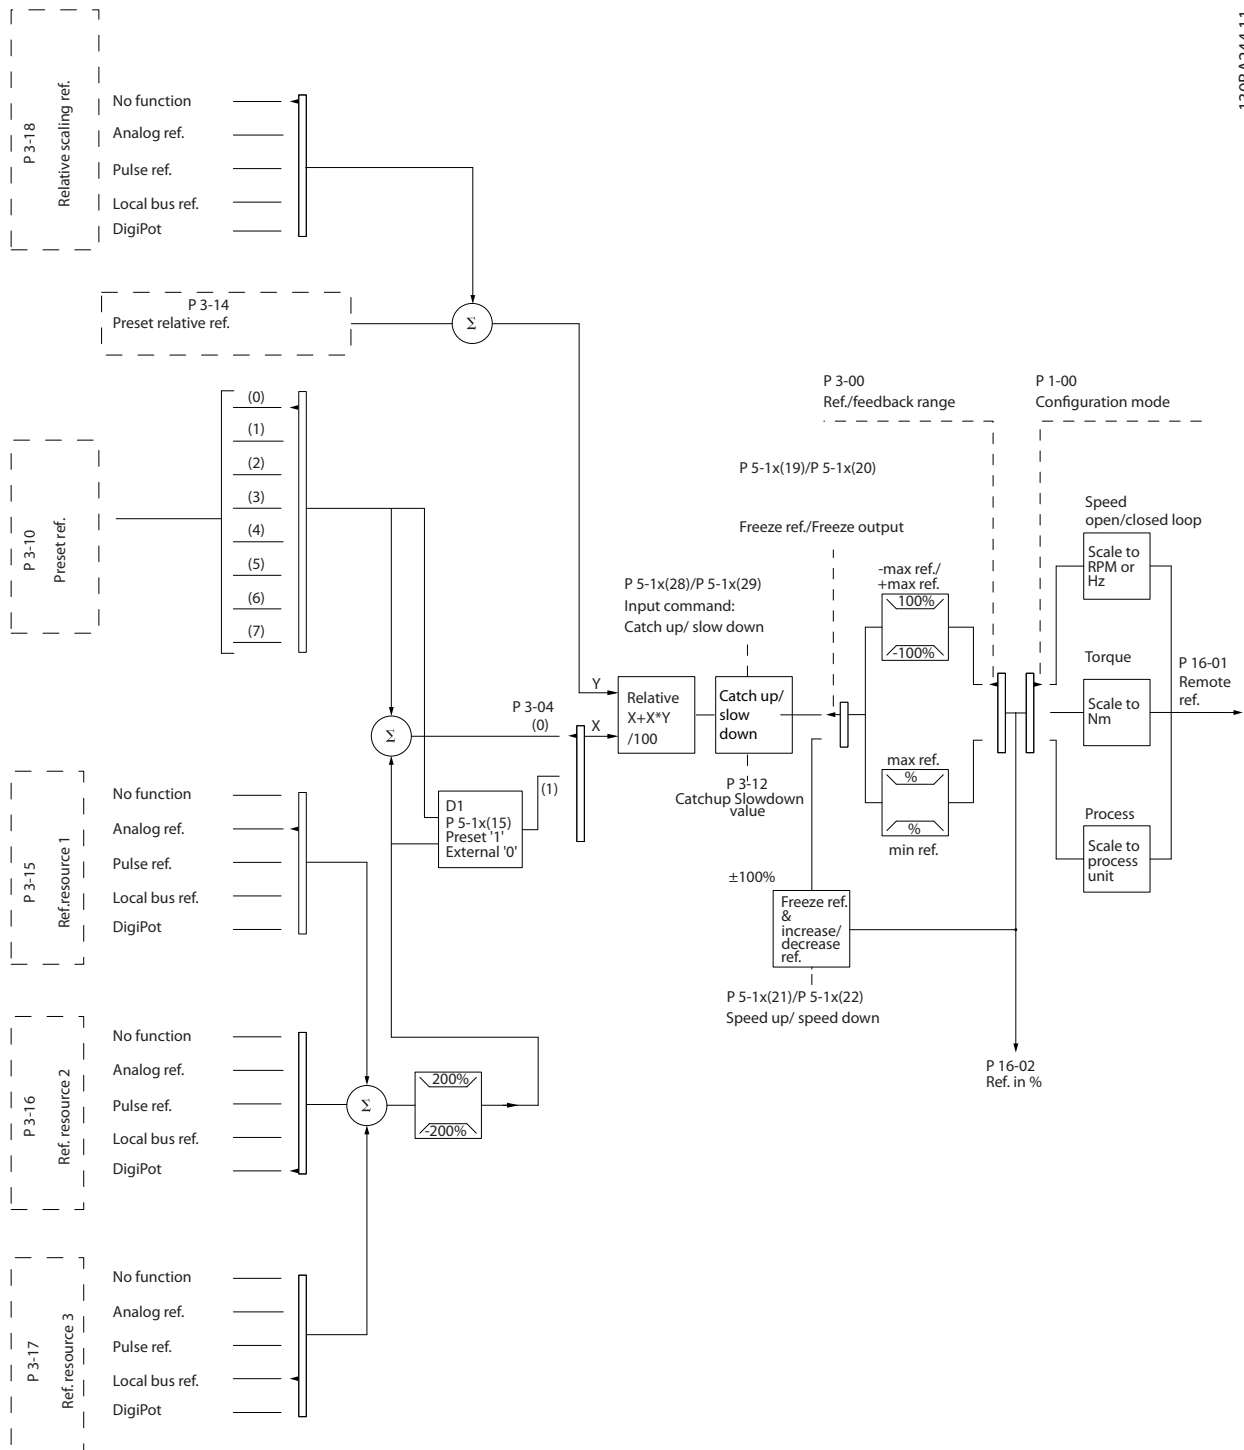 130BA244.11
P 3-18
Relative scaling ref.
No function
Analog ref.
Pulse ref.
Local bus ref.
DigiPot
P 3-14
Preset relative ref.
Σ
P 3-10
Preset ref.
(0)
(1)
(2)
(3)
(4)
(5)
(6)
(7)
P 3-00
Ref./feedback range
P 1-00
Configuration mode
P 5-1x(19)/P 5-1x(20)
Freeze ref./Freeze output
P 5-1x(28)/P 5-1x(29)
Input command:
Catch up/ slow down
-max ref./
+max ref.
100%
-100%
Speed
open/closed loop
Scale to
RPM or
Hz
Torque
Scale to
Nm
P 16-01
Remote
ref.
Y
X
Relative
X+X*Y
/100
Catch up/
slow
down
P 3-12
Catchup Slowdown
value
P 3-04
(0)
(1)
Σ
D1
P 5-1x(15)
Preset '1'
External '0'
max ref.
%
%
min ref.
Process
Scale to
process
unit
±100%
Freeze ref.
&
increase/
decrease
ref.
P 5-1x(21)/P 5-1x(22)
Speed up/ speed down
P 16-02
Ref. in %
P 3-15
Ref.resource 1
No function
Analog ref.
Pulse ref.
Local bus ref.
DigiPot
P 3-16
Ref. resource 2
No function
Analog ref.
Pulse ref.
Local bus ref.
DigiPot
Σ
200%
-200%
P 3-17
Ref. resource 3
No function
Analog ref.
Pulse ref.
Local bus ref.
DigiPot